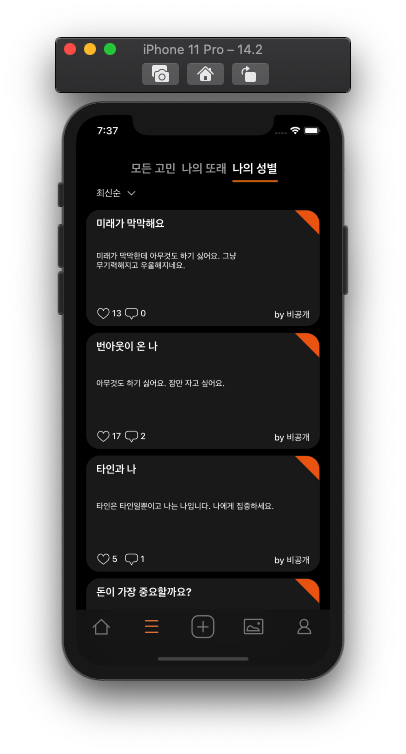 iPhone 11 Pro – 14.2
7:37
모든 고민 나의 또래 나의 성별
최신순
미래가 막막해요
미래가 막막한데 아무것도 하기 싫어요. 그냥
무기력해지고 우울해지네요.
13 0
by 비공개
번아웃이 온 나
아무것도 하기 싫어요. 잠만 자고 싶어요.
17 2
by 비공개
타인과 나
타인은 타인일뿐이고 나는 나입니다. 나에게 집중하세요.
5 1
by 비공개
돈이 가장 중요할까요?